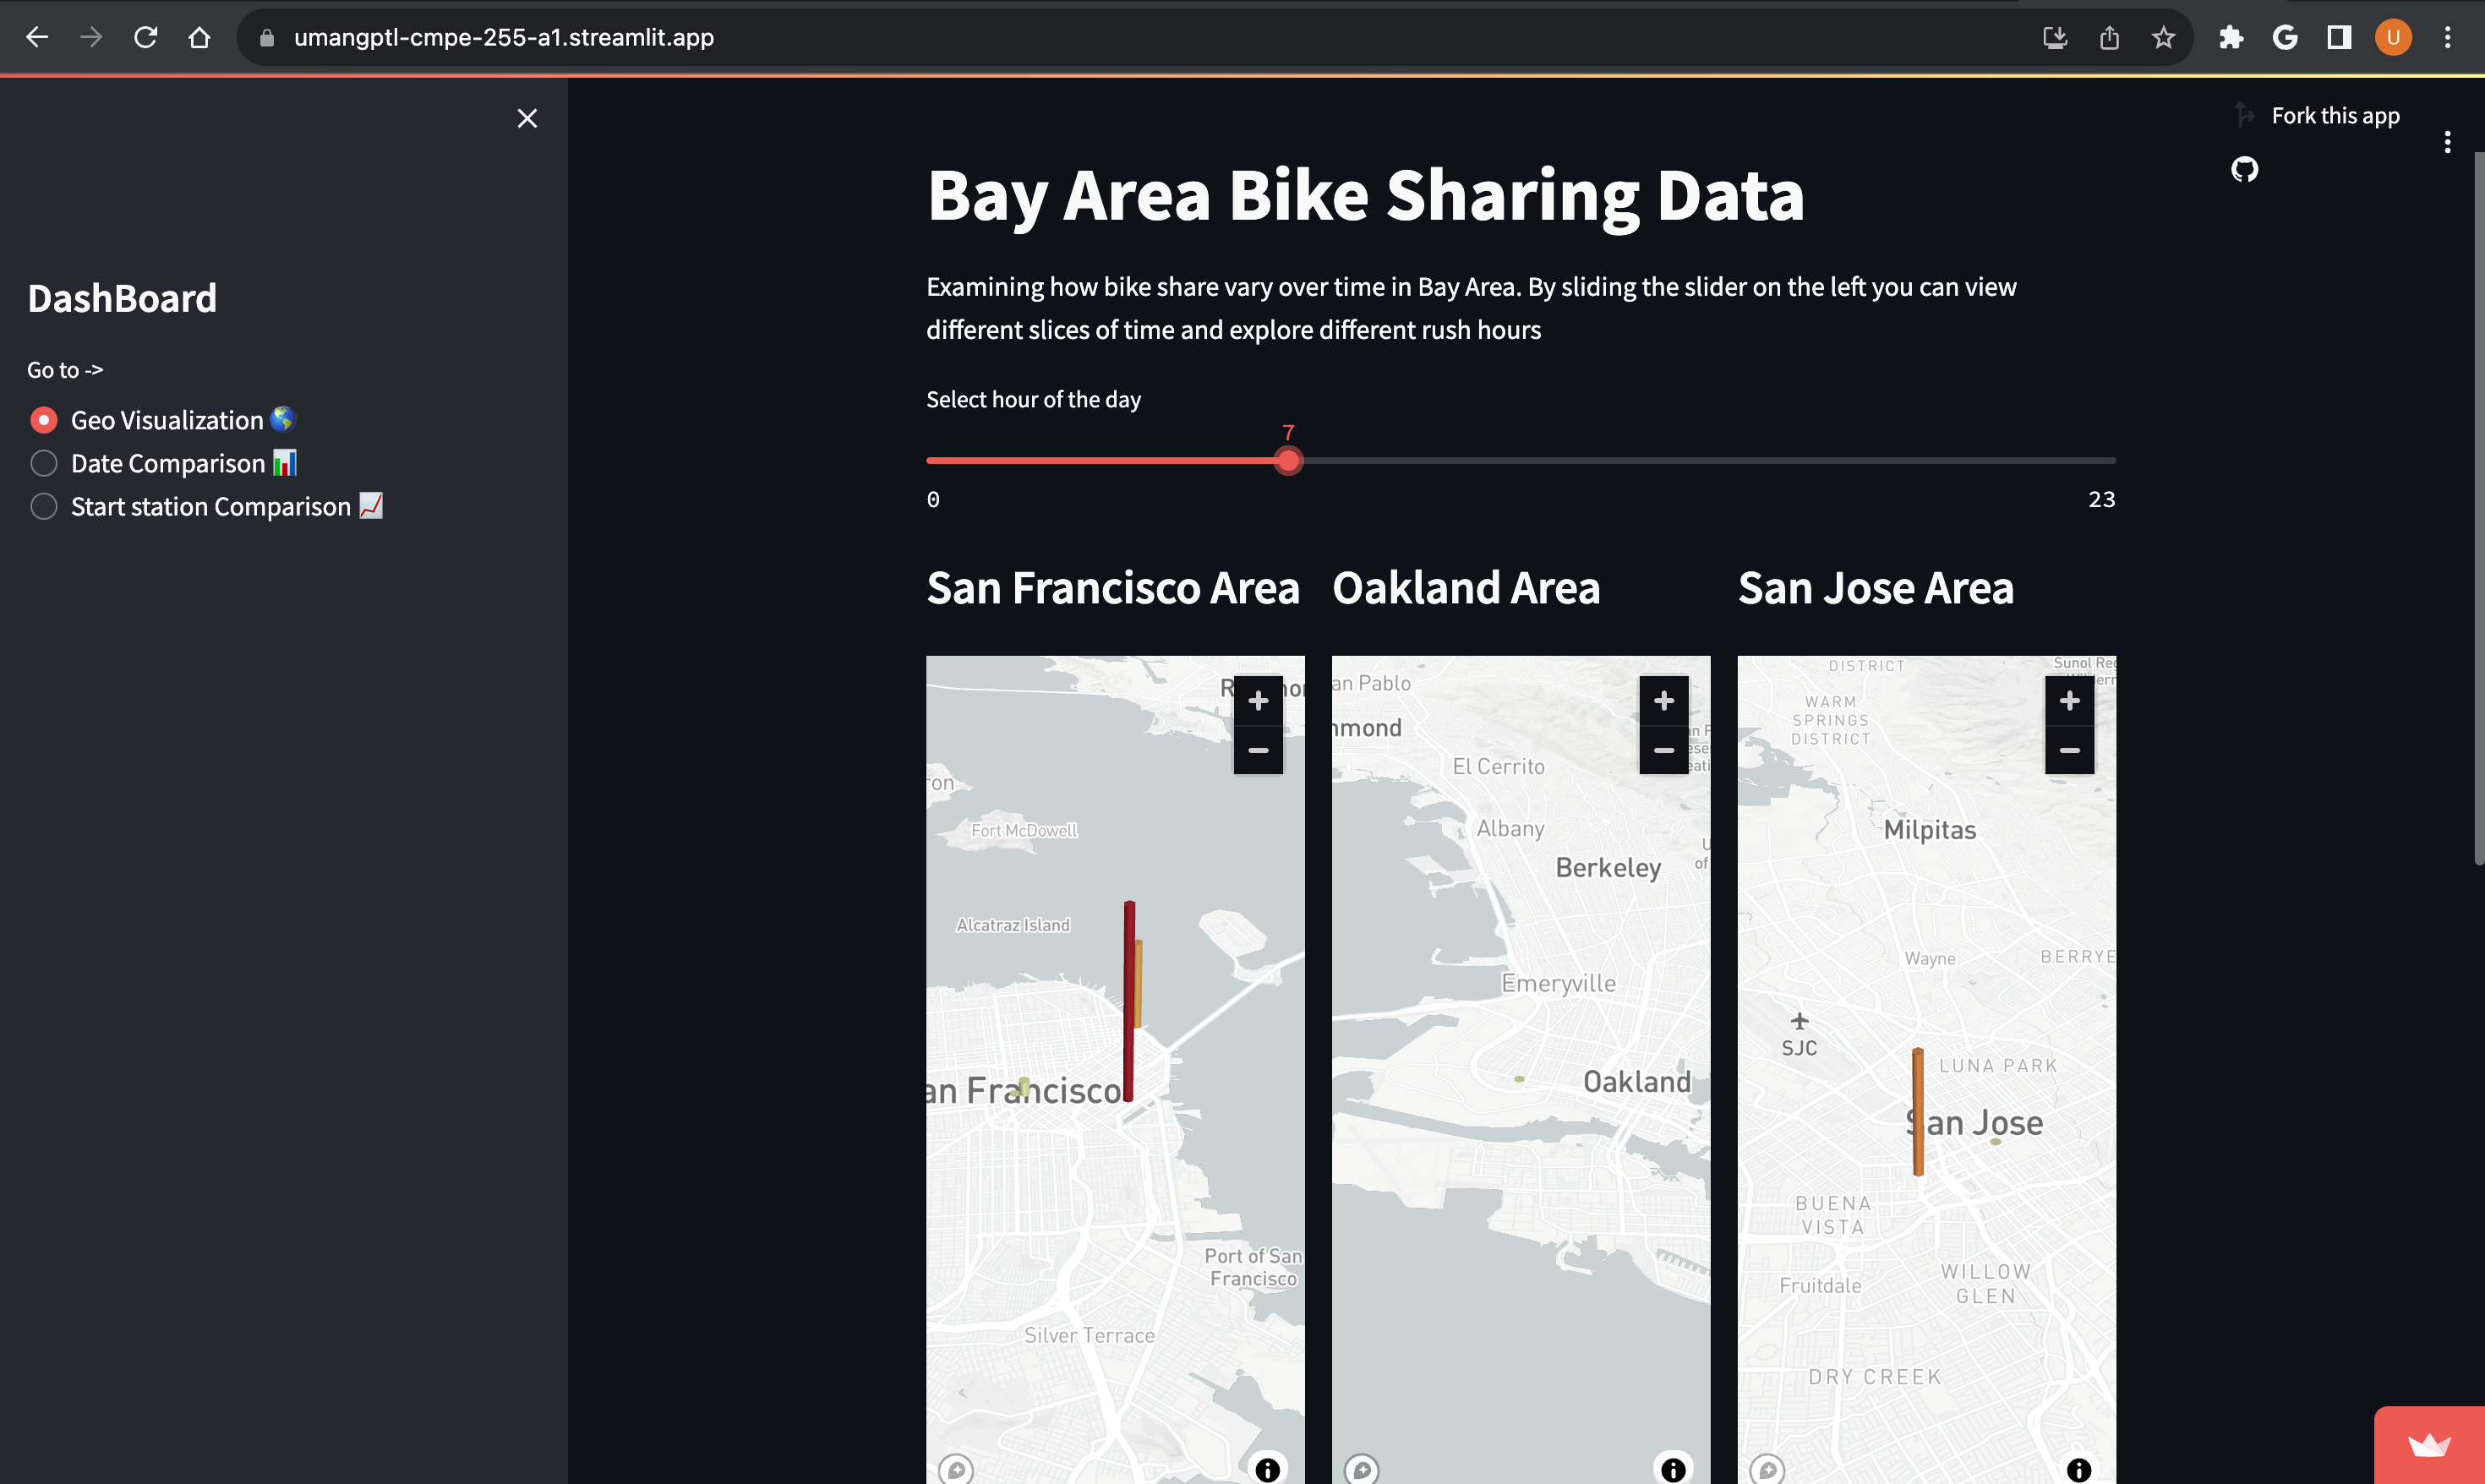 umangptl-cmpe-255-a1.streamlit.app
U
Fork this app
DashBoard
Go to ->
Geo Visualization
Date Comparison
Start station Comparison
Bay Area Bike Sharing Data
Examining how bike share vary over time in Bay Area. By sliding the slider on the left you can view
different slices of time and explore different rush hours
Select hour of the day
7
0
23
San Francisco Area
Fort McDowell
Alcatraz Island
an Francisco
Port of San
Francisco
Silver Terrace
Oakland Area
an Pablo
mond
El Cerrito
Albany
Berkeley
Emeryville
Oakland
San Jose Area
DISTRICT
Sunol Reg
WARM
SPRINGS
DISTRICT
Milpitas
Wayne
BERRYE
SJC
LUNA PARK
San Jose
BUENA
VISTA
Fruitdale
WILLOW
GLEN
DRY CREEK